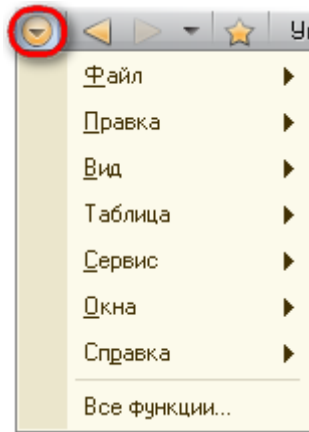 Файл
Правка
Вид
Таблица
Сервис
Окна
Справка
Все функции...